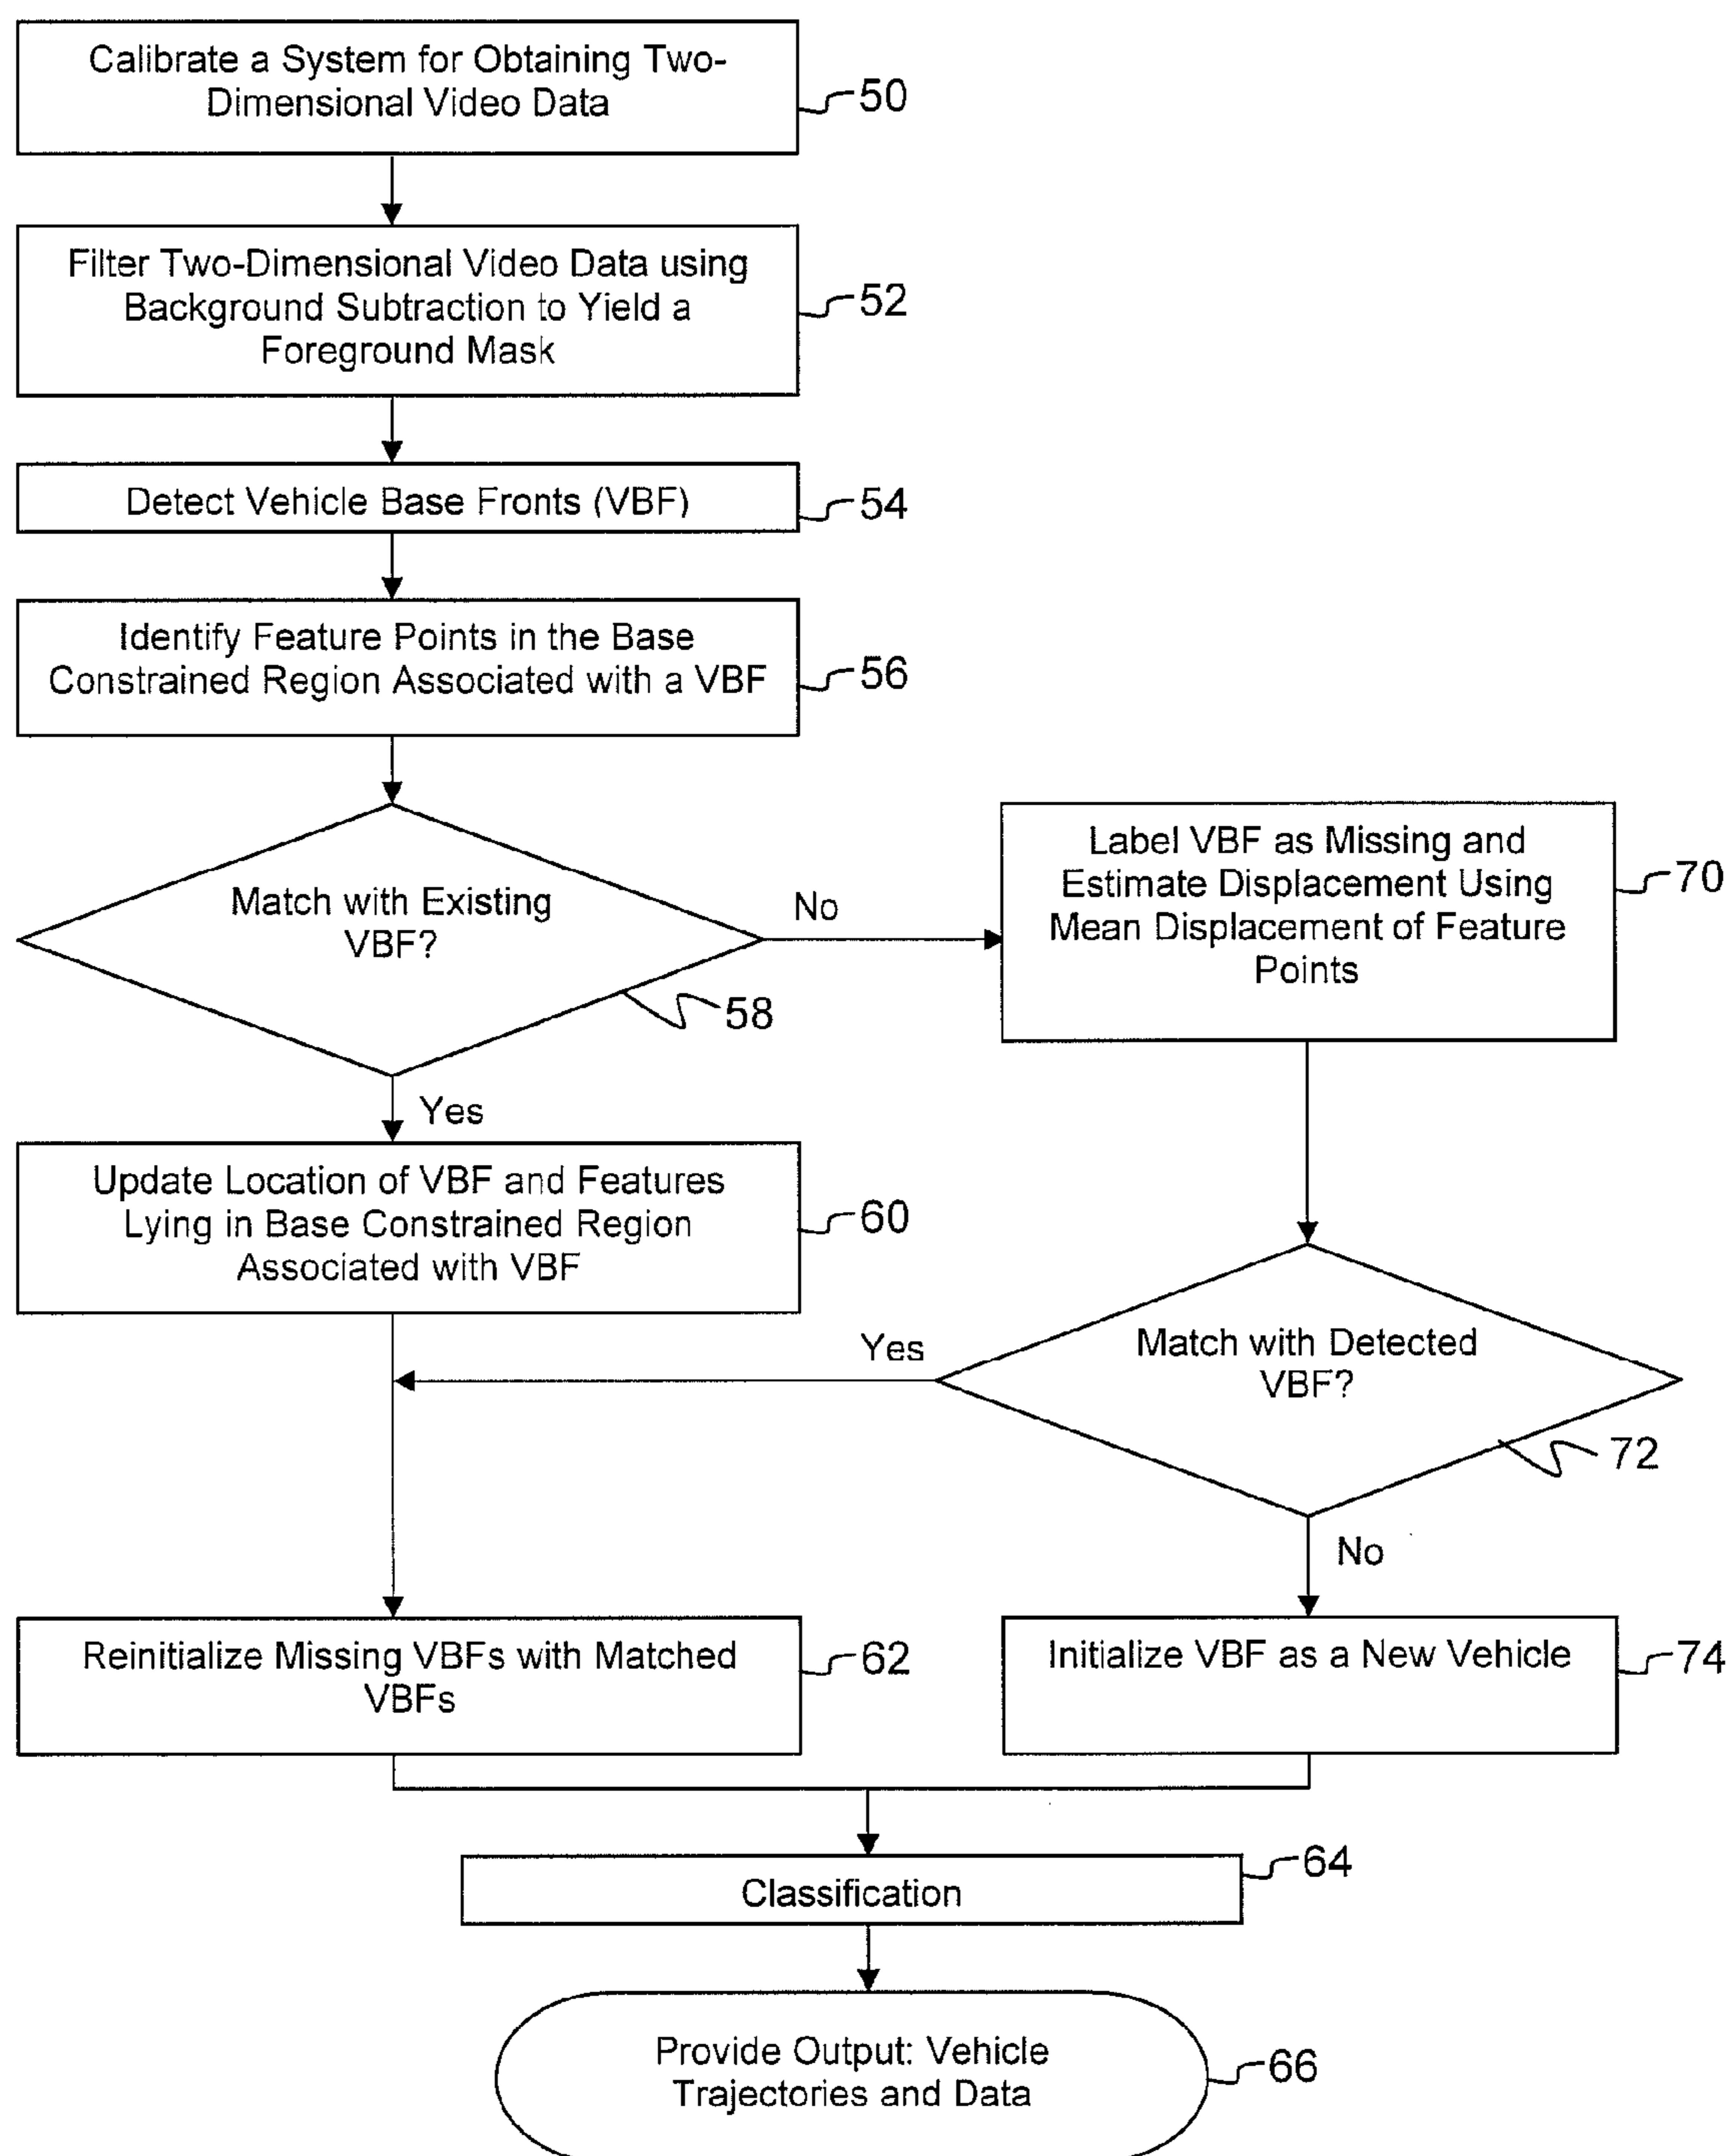 Calibrate a System for Obtaining Two-
Dimensional Video Data
50
Filter Two-Dimensional Video Data using
Background Subtraction to Yield a
Foreground Mask
52
Detect Vehicle Base Fronts (VBF)
54
Identify Feature Points in the Base
Constrained Region Associated with a VBF
56
Match with Existing
VBF?
58
No
Label VBF as Missing and
Estimate Displacement Using
Mean Displacement of Feature
Points
70
Yes
Update Location of VBF and Features
Lying in Base Constrained Region
Associated with VBF
60
Match with Detected
VBF?
72
Yes
No
Reinitialize Missing VBFs with Matched
VBFs
62
Initialize VBF as a New Vehicle
74
Classification
64
Provide Output: Vehicle
Trajectories and Data
66